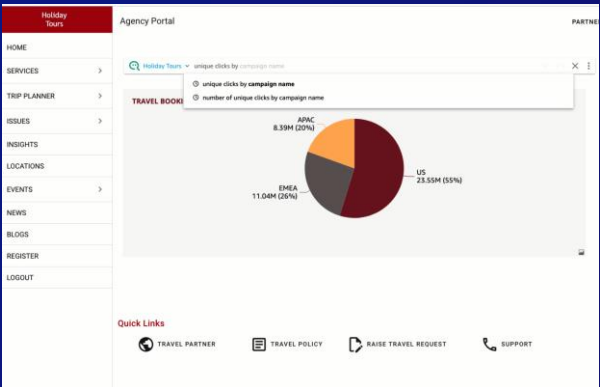 Holiday
Tours
Agency Portal
PARTNE
HOME
SERVICES
TRIP PLANNER
ISSUES
INSIGHTS
LOCATIONS
EVENTS
NEWS
BLOGS
REGISTER
LOGOUT
Holiday Tours unique clicks by campaign name
unique clicks by campaign name
number of unique clicks by campaign name
TRAVEL BOOKI
APAC
8.39M (20%)
US
23.55M (55%)
EMEA
11.04M (26%)
Quick Links
TRAVEL PARTNER
TRAVEL POLICY
RAISE TRAVEL REQUEST
SUPPORT